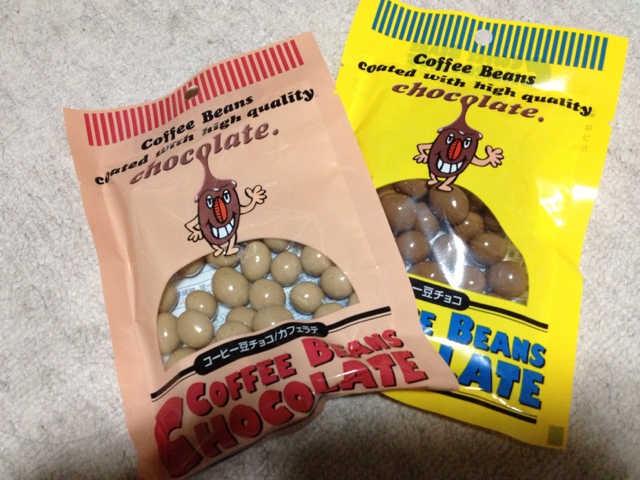 Coffee Beans
coated with high quality
chocolate.
コーヒー豆チョコ/カフェラテ
COFFEE BEANS
CHOCOLATE
Coffee Beans
coated with high quality
chocolate.
ー豆チョコ
EE BEANS
LATE